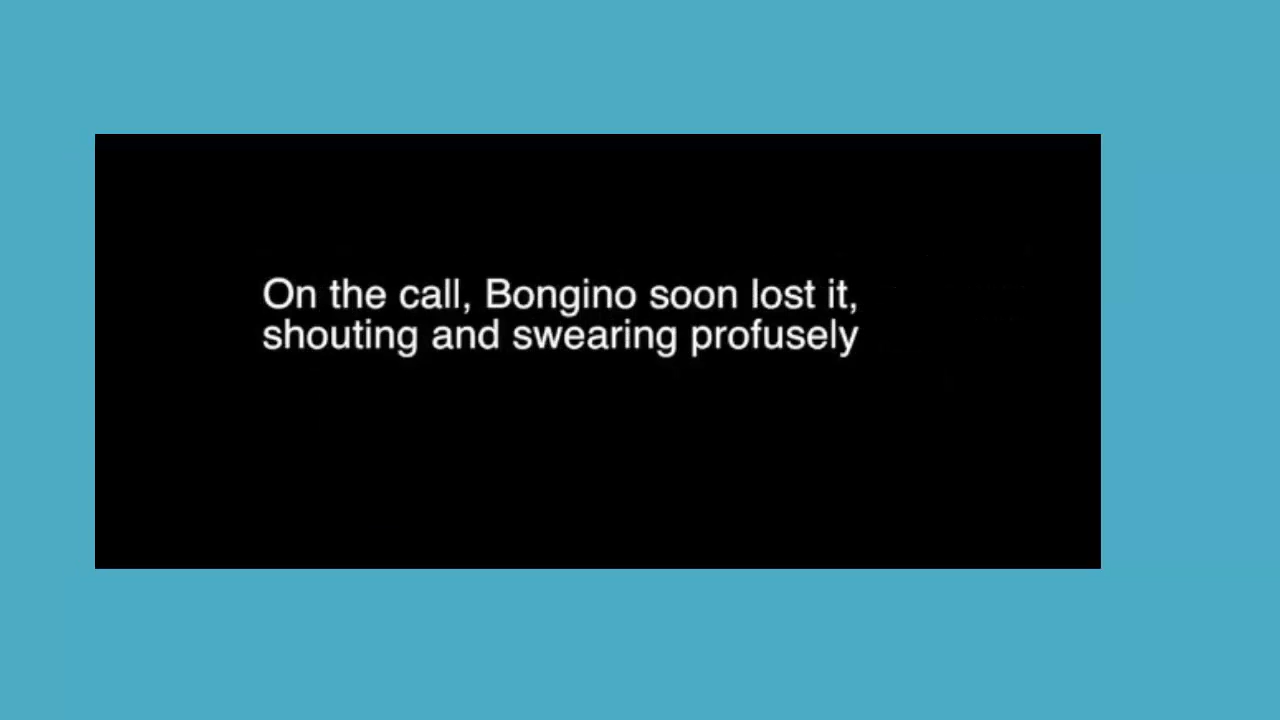 On the call, Bongino soon lost it,
shouting and swearing profusely